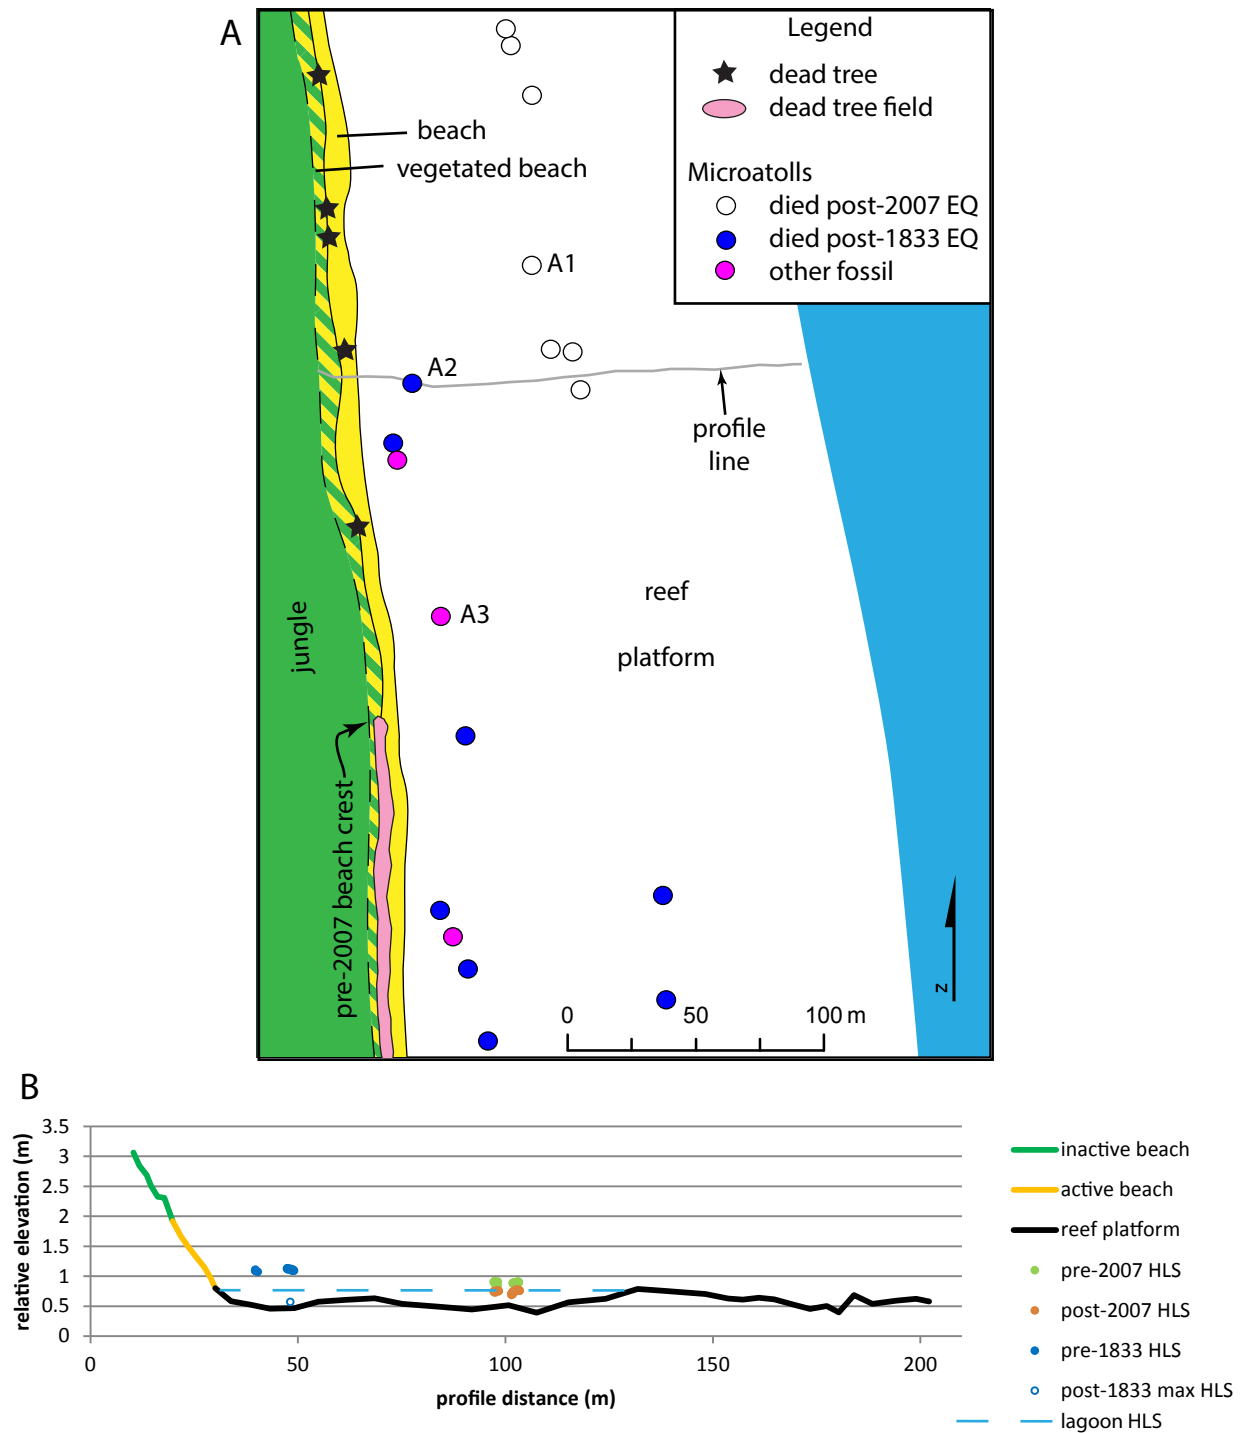 A
Legend
dead tree
dead tree field
Microatolls
died post-2007 EQ
died post-1833 EQ
other fossil
beach
vegetated beach
A1
A2
profile
line
A3
reef
platform
jungle
pre-2007 beach crest
z
0 50 100 m
B
relative elevation (m)
3.5
3
2.5
2
1.5
1
0.5
0
0 50 100 150 200
profile distance (m)
inactive beach
active beach
reef platform
pre-2007 HLS
post-2007 HLS
pre-1833 HLS
post-1833 max HLS
lagoon HLS